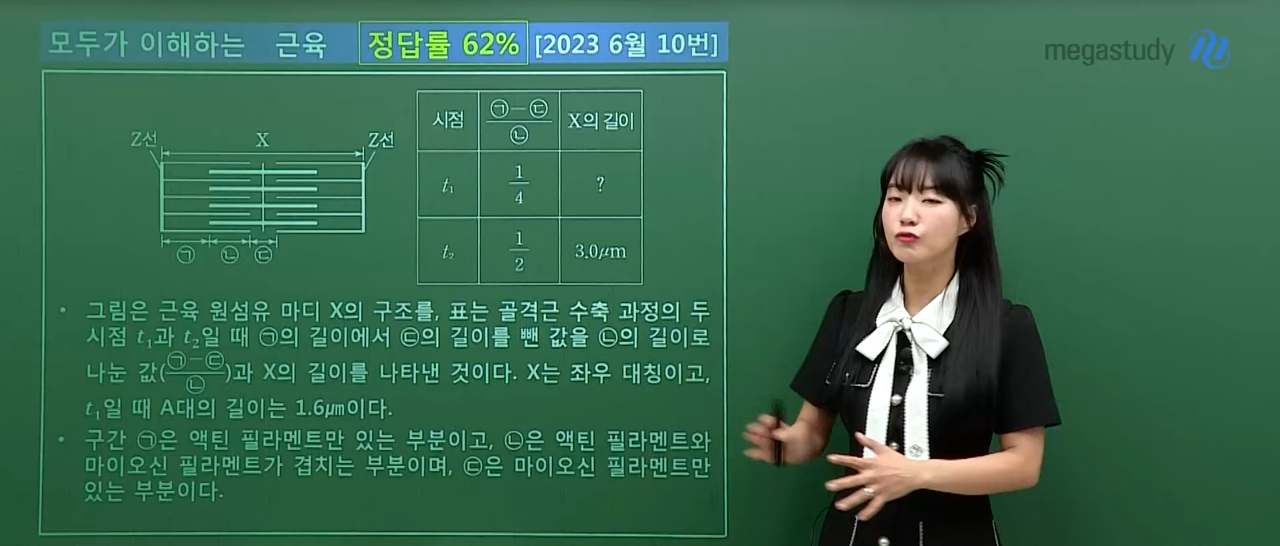 모두가 이해하는 근육 정답률 62% [2023 6월 10번]
megastudy
Z선 X Z선
㉠ ㉡ ㉢
시점 (㉠-㉢)/㉡ X의 길이
t₁ 1/4 ?
t₂ 1/2 3.0㎛
• 그림은 근육 원섬유 마디 X의 구조를, 표는 골격근 수축 과정의 두
시점 t₁과 t₂일 때 ㉠의 길이에서 ㉢의 길이를 뺀 값을 ㉡의 길이로
나눈 값((㉠-㉢)/㉡)과 X의 길이를 나타낸 것이다. X는 좌우 대칭이고,
t₁일 때 A대의 길이는 1.6㎛이다.
• 구간 ㉠은 액틴 필라멘트만 있는 부분이고, ㉡은 액틴 필라멘트와
마이오신 필라멘트가 겹치는 부분이며, ㉢은 마이오신 필라멘트만
있는 부분이다.